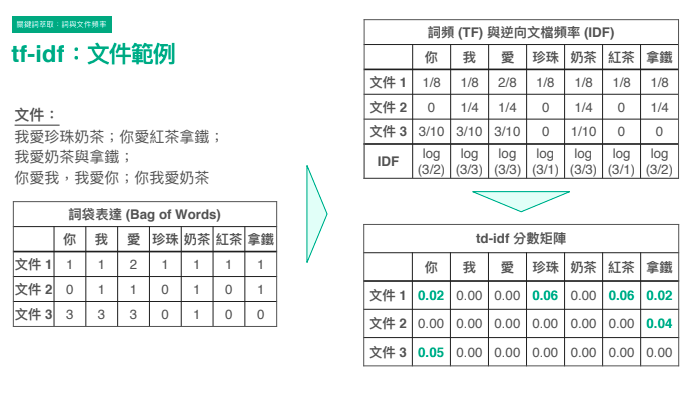 關鍵詞萃取：詞與文件頻率
tf-idf：文件範例
文件：
我愛珍珠奶茶；你愛紅茶拿鐵；
我愛奶茶與拿鐵；
你愛我，我愛你；你我愛奶茶
詞袋表達 (Bag of Words)
你 我 愛 珍珠 奶茶 紅茶 拿鐵
文件 1 1 1 2 1 1 1 1
文件 2 0 1 1 0 1 0 1
文件 3 3 3 3 0 1 0 0
詞頻 (TF) 與逆向文檔頻率 (IDF)
你 我 愛 珍珠 奶茶 紅茶 拿鐵
文件 1 1/8 1/8 2/8 1/8 1/8 1/8 1/8
文件 2 0 1/4 1/4 0 1/4 0 1/4
文件 3 3/10 3/10 3/10 0 1/10 0 0
IDF log (3/2) log (3/3) log (3/3) log (3/1) log (3/3) log (3/1) log (3/2)
td-idf 分數矩陣
你 我 愛 珍珠 奶茶 紅茶 拿鐵
文件 1 0.02 0.00 0.00 0.06 0.00 0.06 0.02
文件 2 0.00 0.00 0.00 0.00 0.00 0.00 0.04
文件 3 0.05 0.00 0.00 0.00 0.00 0.00 0.00